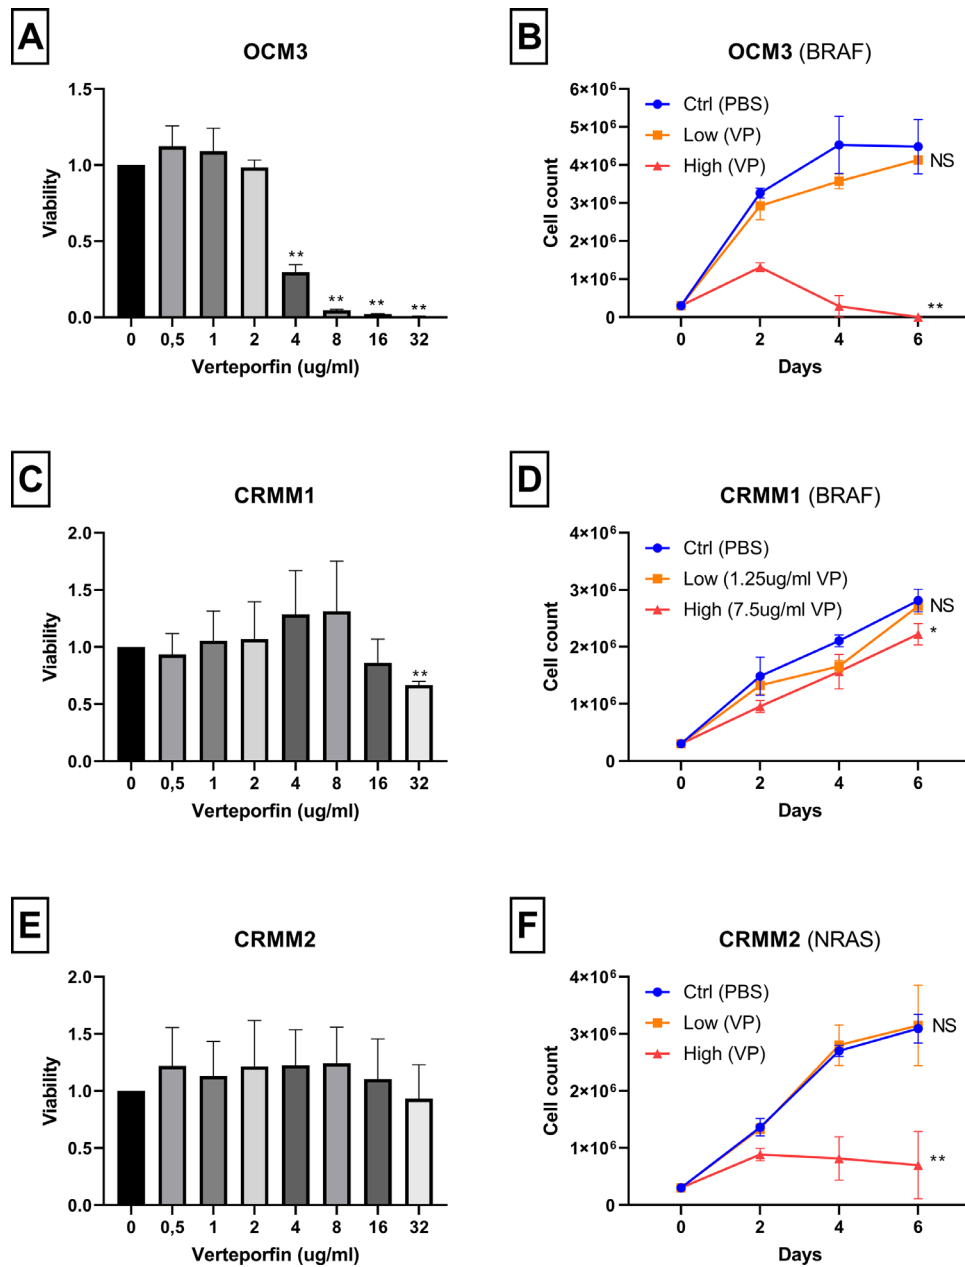 A
OCM3
1.5
1.0
0.5
0.0
Viability
**
**
**
**
0
0,5
1
2
4
8
16
32
Verteporfin (ug/ml)
B
OCM3 (BRAF)
6×10⁶
5×10⁶
4×10⁶
3×10⁶
2×10⁶
1×10⁶
0
Cell count
Ctrl (PBS)
Low (VP)
High (VP)
NS
**
0
2
4
6
Days
C
CRMM1
2.0
1.5
1.0
0.5
0.0
Viability
**
0
0,5
1
2
4
8
16
32
Verteporfin (ug/ml)
D
CRMM1 (BRAF)
4×10⁶
3×10⁶
2×10⁶
1×10⁶
0
Cell count
Ctrl (PBS)
Low (1.25ug/ml VP)
High (7.5ug/ml VP)
NS
*
0
2
4
6
Days
E
CRMM2
2.0
1.5
1.0
0.5
0.0
Viability
0
0,5
1
2
4
8
16
32
Verteporfin (ug/ml)
F
CRMM2 (NRAS)
4×10⁶
3×10⁶
2×10⁶
1×10⁶
0
Cell count
Ctrl (PBS)
Low (VP)
High (VP)
NS
**
0
2
4
6
Days